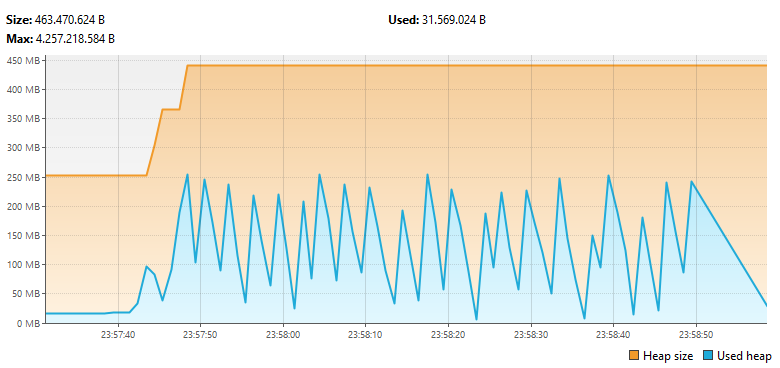 Size: 463.470.624 B
Used: 31.569.024 B
Max: 4.257.218.584 B
450 MB
400 MB
350 MB
300 MB
250 MB
200 MB
150 MB
100 MB
50 MB
0 MB
23:57:40 23:57:50 23:58:00 23:58:10 23:58:20 23:58:30 23:58:40 23:58:50
Heap size Used heap